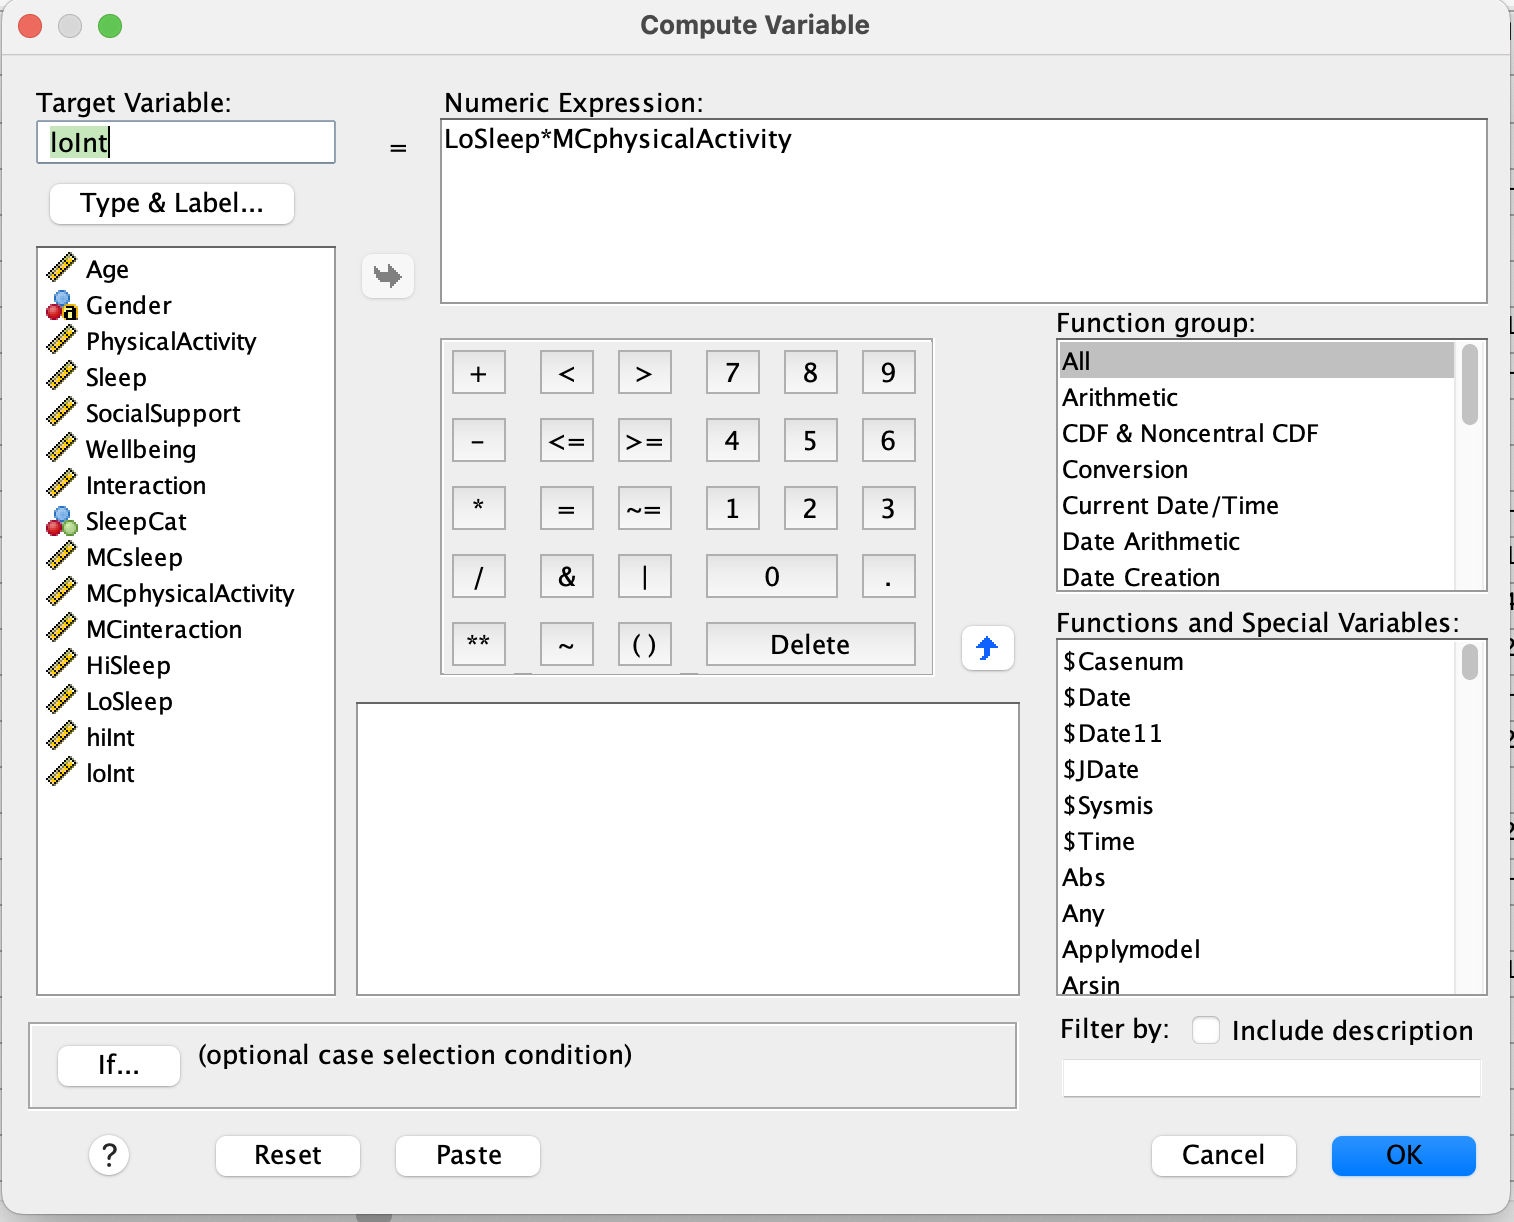 Compute Variable
Target Variable:
loInt
=
Numeric Expression:
LoSleep*MCphysicalActivity
Type & Label...
Age
Gender
PhysicalActivity
Sleep
SocialSupport
Wellbeing
Interaction
SleepCat
MCsleep
MCphysicalActivity
MCinteraction
HiSleep
LoSleep
hiInt
loInt
+ < > 7 8 9
- <= >= 4 5 6
* = ~= 1 2 3
/ & | 0 .
** ~ () Delete
Function group:
All
Arithmetic
CDF & Noncentral CDF
Conversion
Current Date/Time
Date Arithmetic
Date Creation
Functions and Special Variables:
$Casenum
$Date
$Date11
$JDate
$Sysmis
$Time
Abs
Any
Applymodel
Arsin
If... (optional case selection condition)
Filter by: Include description
? Reset Paste Cancel OK